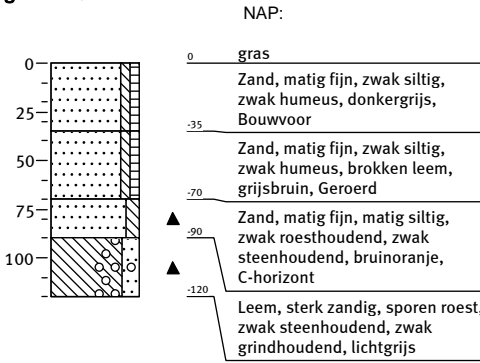 NAP:
0
0
gras
Zand, matig fijn, zwak siltig,
zwak humeus, donkergrijs,
Bouwvoor
25
-35
Zand, matig fijn, zwak siltig,
zwak humeus, brokken leem,
grijsbruin, Geroerd
50
-70
75
Zand, matig fijn, matig siltig,
zwak roesthoudend, zwak
steenhoudend, bruinoranje,
C-horizont
-90
100
-120
Leem, sterk zandig, sporen roest,
zwak steenhoudend, zwak
grindhoudend, lichtgrijs